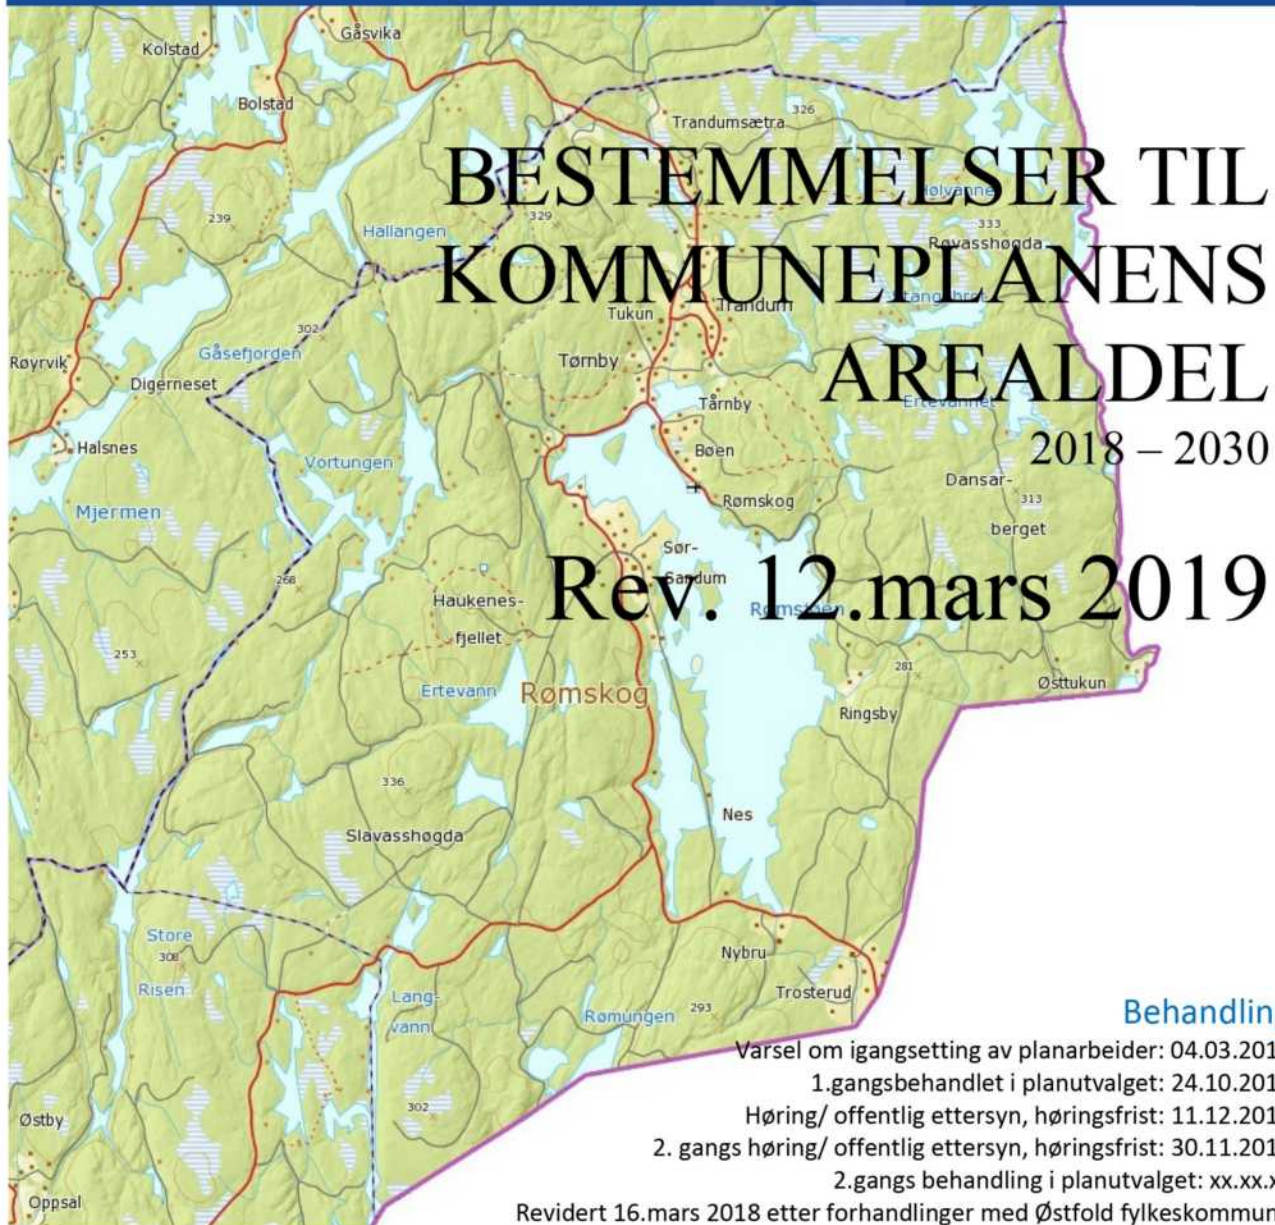 Kolstad
Gåsvika
Bolstad
Trandumsætra
326
BESTEMMELSER TIL
239
Hallangen
329
Hølvannet
333
Røvasshøgda
KOMMUNEPLANENS
302
Tukun
Trandum
Røyrvik
Gåsefjorden
Digerneset
Tørnby
AREALDEL
Tårnby
Ertevannet
Halsnes
Vortungen
Bøen
2018 – 2030
Mjermen
Rømskog
Dansar-
313
berget
Sør-
Sandum
268
Haukenes-
fjellet
Rev. 12.mars 2019
Rømsjøen
253
Ertevann
Rømskog
281
Ringsby
Østtukun
336
Slavasshøgda
Nes
Store
308
Risen
Lang-
vann
Nybru
Trosterud
Rømungen
293
302
Østby
Oppsal
Behandlin
Varsel om igangsetting av planarbeider: 04.03.201
1.gangsbehandlet i planutvalget: 24.10.201
Høring/ offentlig ettersyn, høringsfrist: 11.12.201
2. gangs høring/ offentlig ettersyn, høringsfrist: 30.11.201
2.gangs behandling i planutvalget: xx.xx.x
Revidert 16.mars 2018 etter forhandlinger med Østfold fylkeskommun